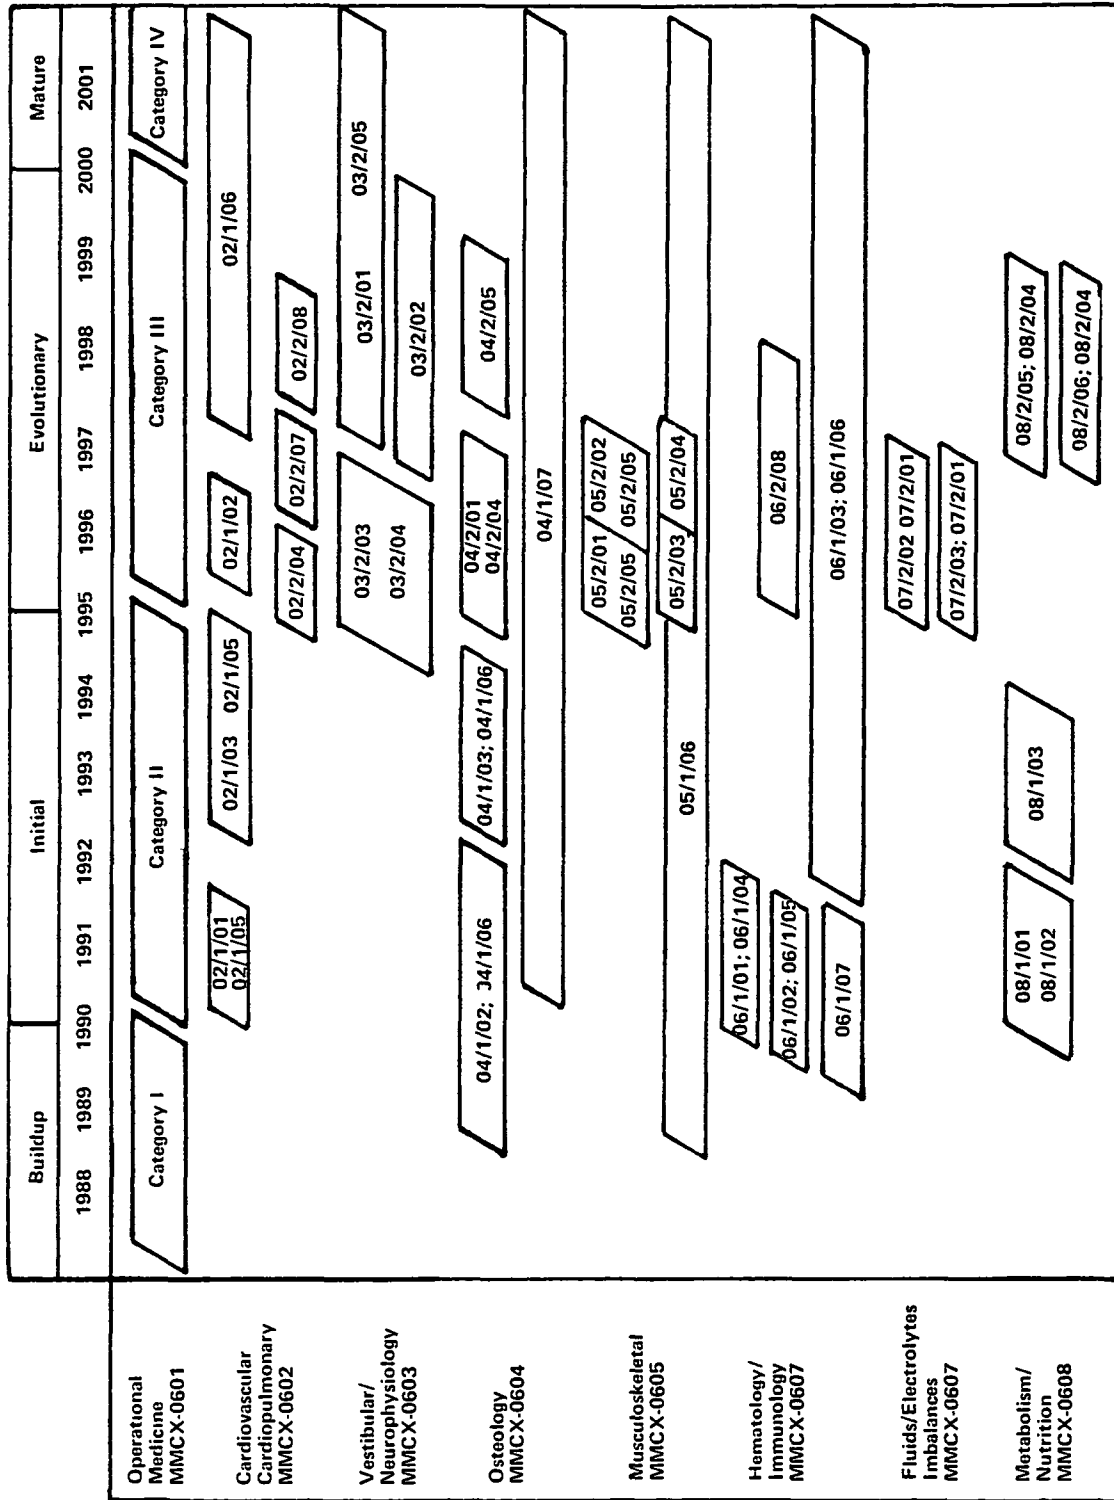 Buildup
Initial
Evolutionary
Mature
1988
1989
1990
1991
1992
1993
1994
1995
1996
1997
1998
1999
2000
2001
Operational
Medicine
MMCX-0601
Category I
Category II
Category III
Category IV
Cardiovascular
Cardiopulmonary
MMCX-0602
02/1/01
02/1/05
02/1/03 02/1/05
02/1/02
02/1/06
02/2/04
02/2/07
02/2/08
Vestibular/
Neurophysiology
MMCX-0603
03/2/03
03/2/04
03/2/01 03/2/05
03/2/02
Osteology
MMCX-0604
04/1/02; 34/1/06
04/1/03; 04/1/06
04/2/01
04/2/04
04/2/05
04/1/07
Musculoskeletal
MMCX-0605
05/2/01 05/2/02
05/2/05 05/2/05
05/1/06
05/2/03
05/2/04
Hematology/
Immunology
MMCX-0607
06/1/01; 06/1/04
06/1/02; 06/1/05
06/2/08
06/1/07
06/1/03; 06/1/06
Fluids/Electrolytes
Imbalances
MMCX-0607
07/2/02 07/2/01
07/2/03; 07/2/01
Metabolism/
Nutrition
MMCX-0608
08/1/01
08/1/02
08/1/03
08/2/05; 08/2/04
08/2/06; 08/2/04